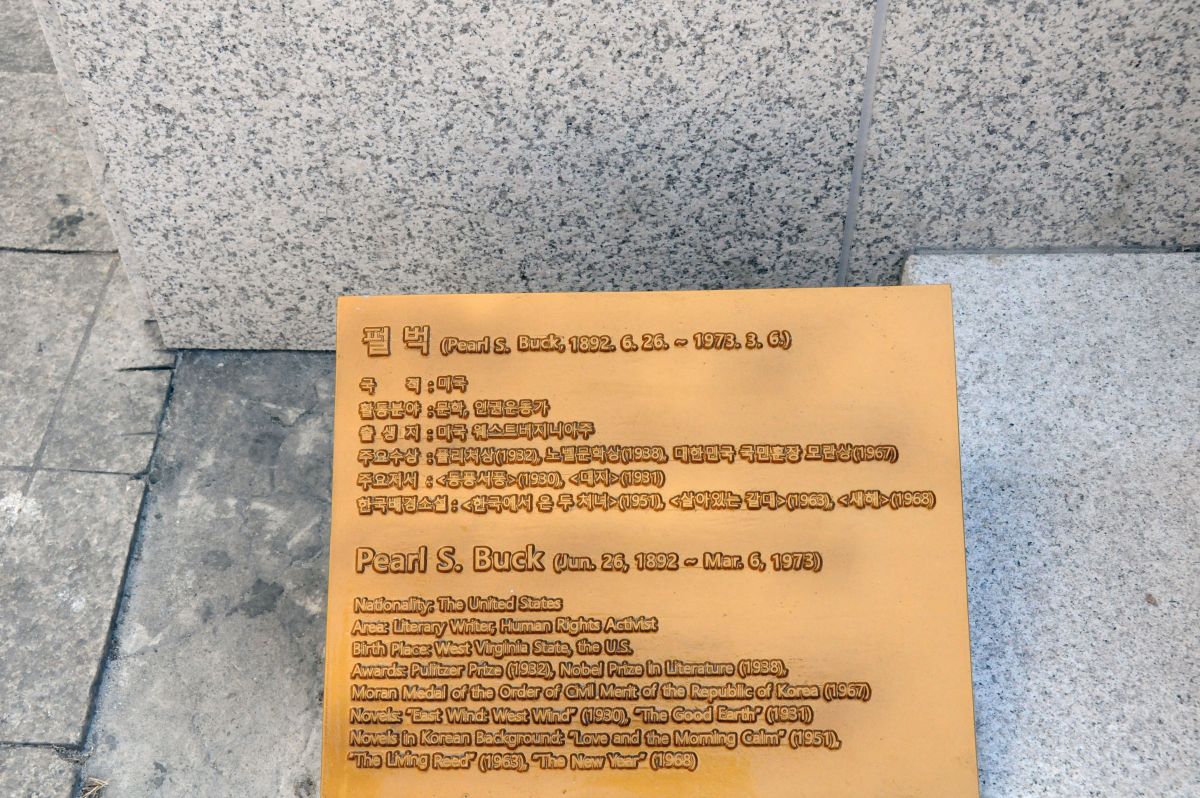 펄 벅 (Pearl S. Buck, 1892. 6. 26. ~ 1973. 3. 6.)
국 적 : 미국
활동분야 : 문학, 인권운동가
출 생 지 : 미국 웨스트버지니아주
주요수상 : 퓰리처상(1932), 노벨문학상(1938), 대한민국 국민훈장 모란상(1967)
주요저서 : <동풍서풍>(1930), <대지>(1931)
한국배경소설 : <한국에서 온 두 처녀>(1951), <살아있는 갈대>(1963), <새해>(1968)
Pearl S. Buck (Jun. 26, 1892 ~ Mar. 6, 1973)
Nationality: The United States
Area: Literary Writer, Human Rights Activist
Birth Place: West Virginia State, the U.S.
Awards: Pulitzer Prize (1932), Nobel Prize in Literature (1938),
Moran Medal of the Order of Civil Merit of the Republic of Korea (1967)
Novels: "East Wind: West Wind" (1930), "The Good Earth" (1931)
Novels in Korean Background: "Love and the Morning Calm" (1951),
"The Living Reed" (1963), "The New Year" (1968)